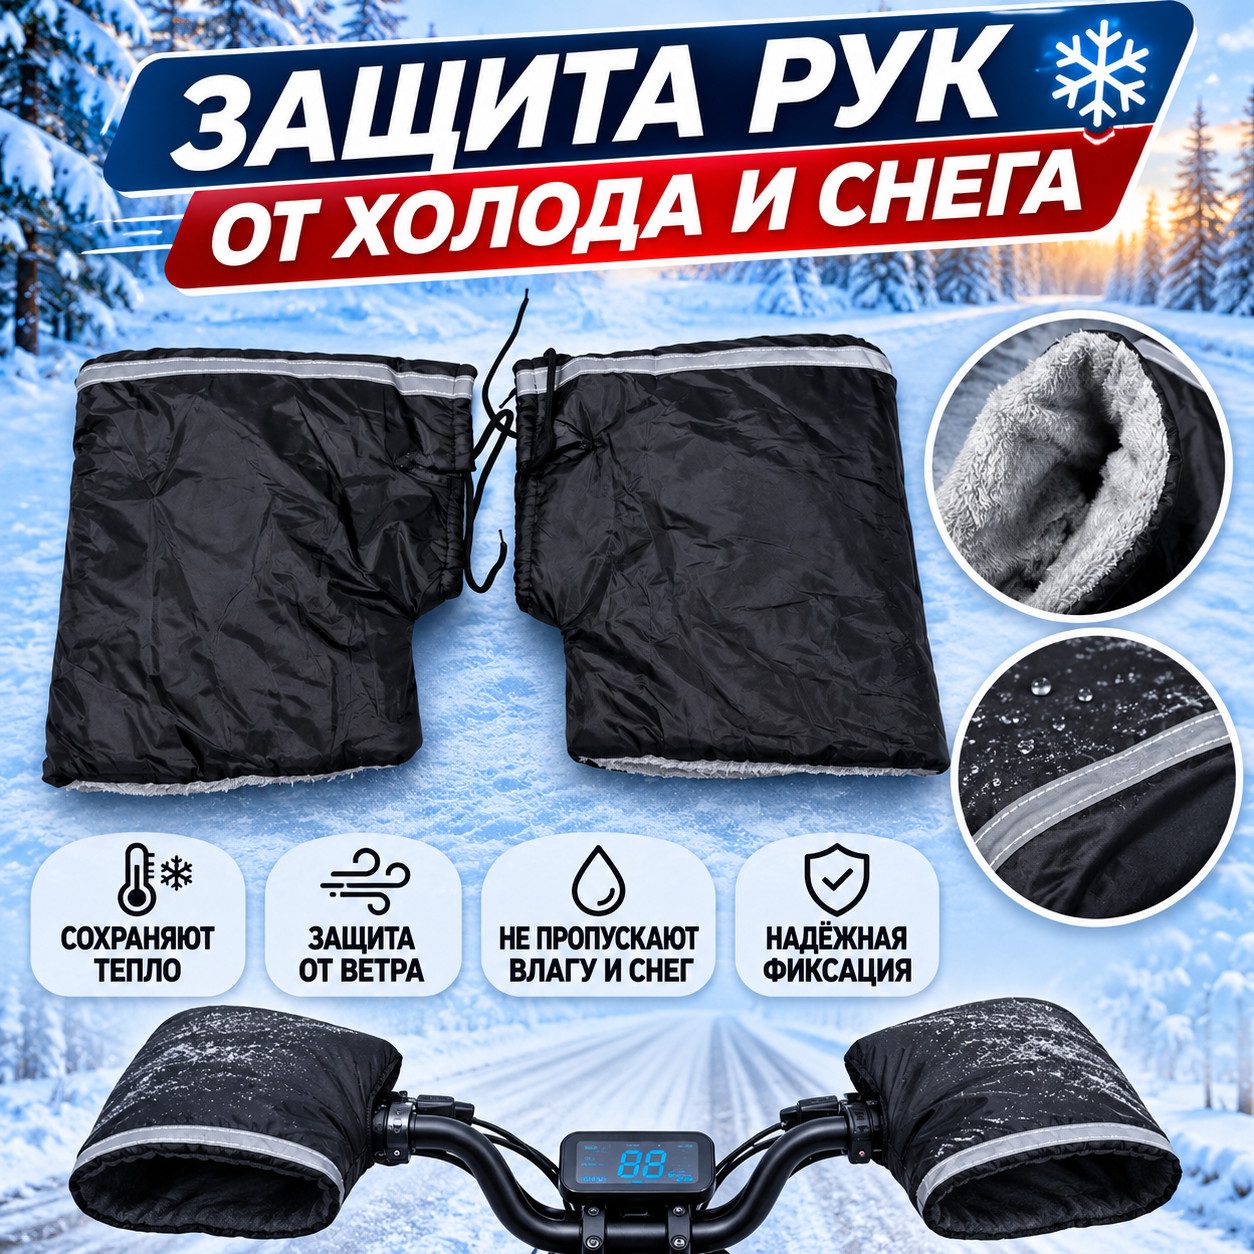 ЗАЩИТА РУК
ОТ ХОЛОДА И СНЕГА
СОХРАНЯЮТ
ТЕПЛО
ЗАЩИТА
ОТ ВЕТРА
НЕ ПРОПУСКАЮТ
ВЛАГУ И СНЕГ
НАДЁЖНАЯ
ФИКСАЦИЯ
88